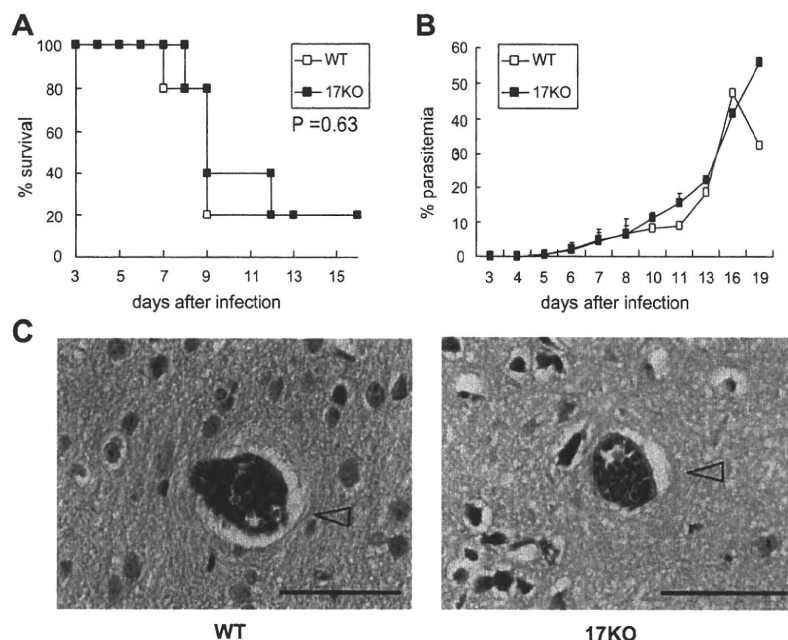 A
100
80
60
40
20
0
% survival
3 5 7 9 11 13 15
days after infection
WT
17KO
P =0.63
B
60
50
40
30
20
10
0
% parasitemia
3 4 5 6 7 8 10 11 13 16 19
days after infection
WT
17KO
C
WT
17KO